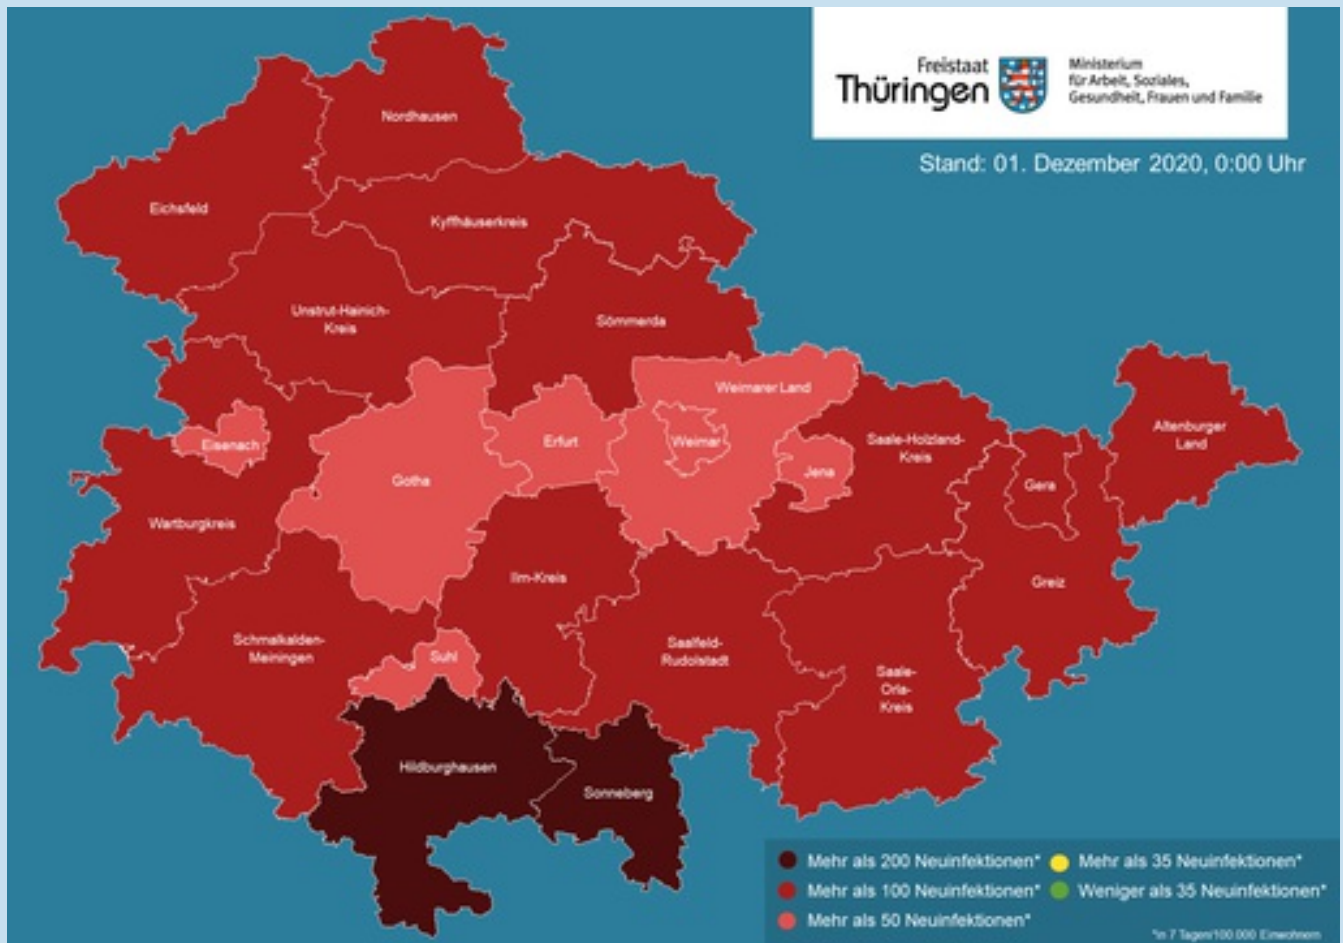 Freistaat
Thüringen
Ministerium
für Arbeit, Soziales,
Gesundheit, Frauen und Familie
Stand: 01. Dezember 2020, 0:00 Uhr
Nordhausen
Eichsfeld
Kyffhäuserkreis
Unstrut-Hainich-
Kreis
Sömmerda
Weimarer Land
Eisenach
Erfurt
Weimar
Gotha
Jena
Saale-Holzland-
Kreis
Altenburger
Land
Gera
Wartburgkreis
Ilm-Kreis
Greiz
Schmalkalden-
Meiningen
Suhl
Saalfeld-
Rudolstadt
Saale-
Orla-
Kreis
Hildburghausen
Sonneberg
Mehr als 200 Neuinfektionen*
Mehr als 35 Neuinfektionen*
Mehr als 100 Neuinfektionen*
Weniger als 35 Neuinfektionen*
Mehr als 50 Neuinfektionen*
*in 7 Tagen/100 000 Einwohnern